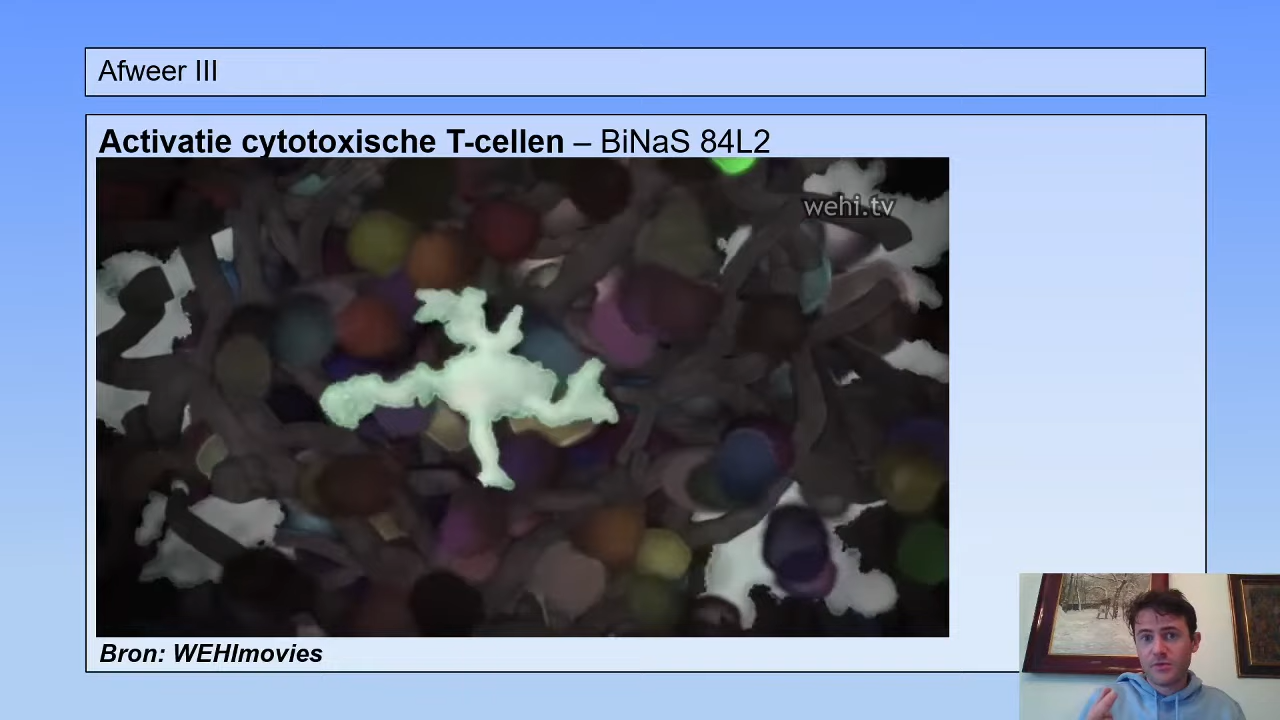 Afweer III
Activatie cytotoxische T-cellen – BiNaS 84L2
wehi.tv
Bron: WEHImovies